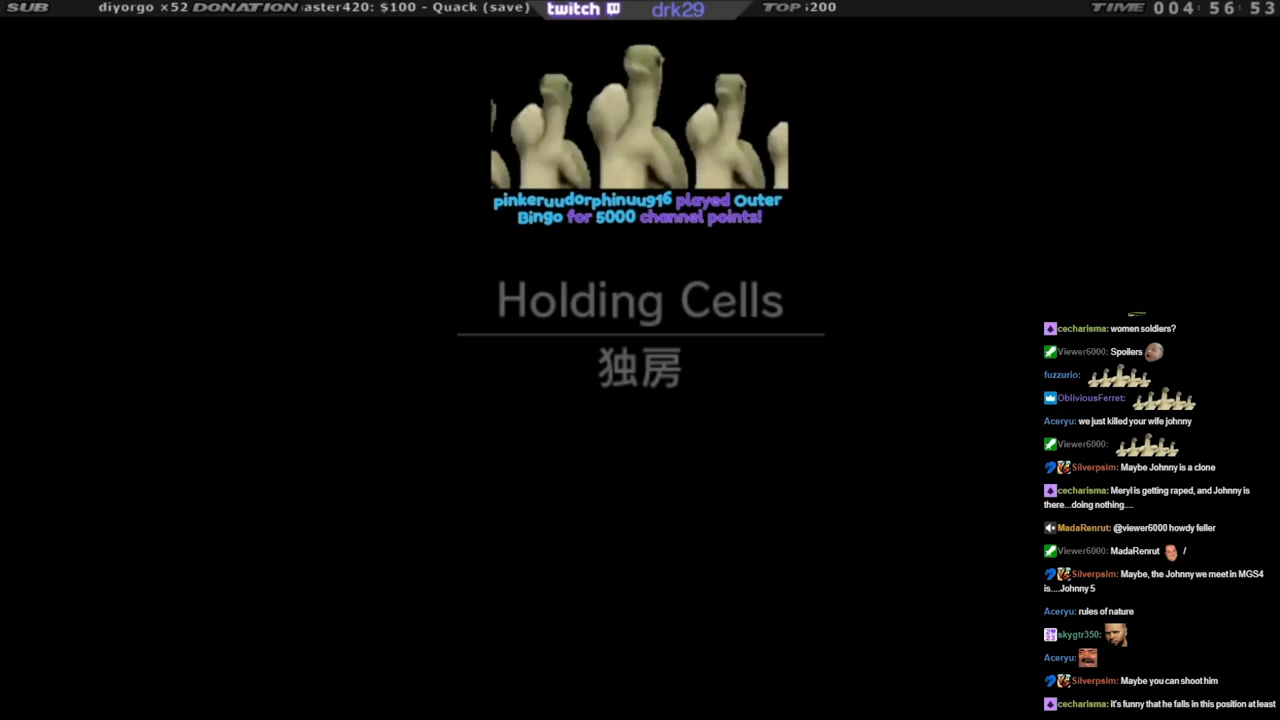 SUB diyorgo ×52 DONATION aster420: $100 - Quack (save) twitch drk29 TOP :200 TIME 004:56:53
pinkeruudorphinuu916 played Outer
Bingo for 5000 channel points!
Holding Cells
独房
cecharisma: women soldiers?
Viewer6000: Spoilers
fuzzurio:
ObliviousFerret:
Aceryu: we just killed your wife johnny
Viewer6000:
Silverpsim: Maybe Johnny is a clone
cecharisma: Meryl is getting raped, and Johnny is
there...doing nothing....
MadaRenrut: @viewer6000 howdy feller
Viewer6000: MadaRenrut /
Silverpsim: Maybe, the Johnny we meet in MGS4
is....Johnny 5
Aceryu: rules of nature
skygtr350:
Aceryu:
Silverpsim: Maybe you can shoot him
cecharisma: it's funny that he falls in this position at least